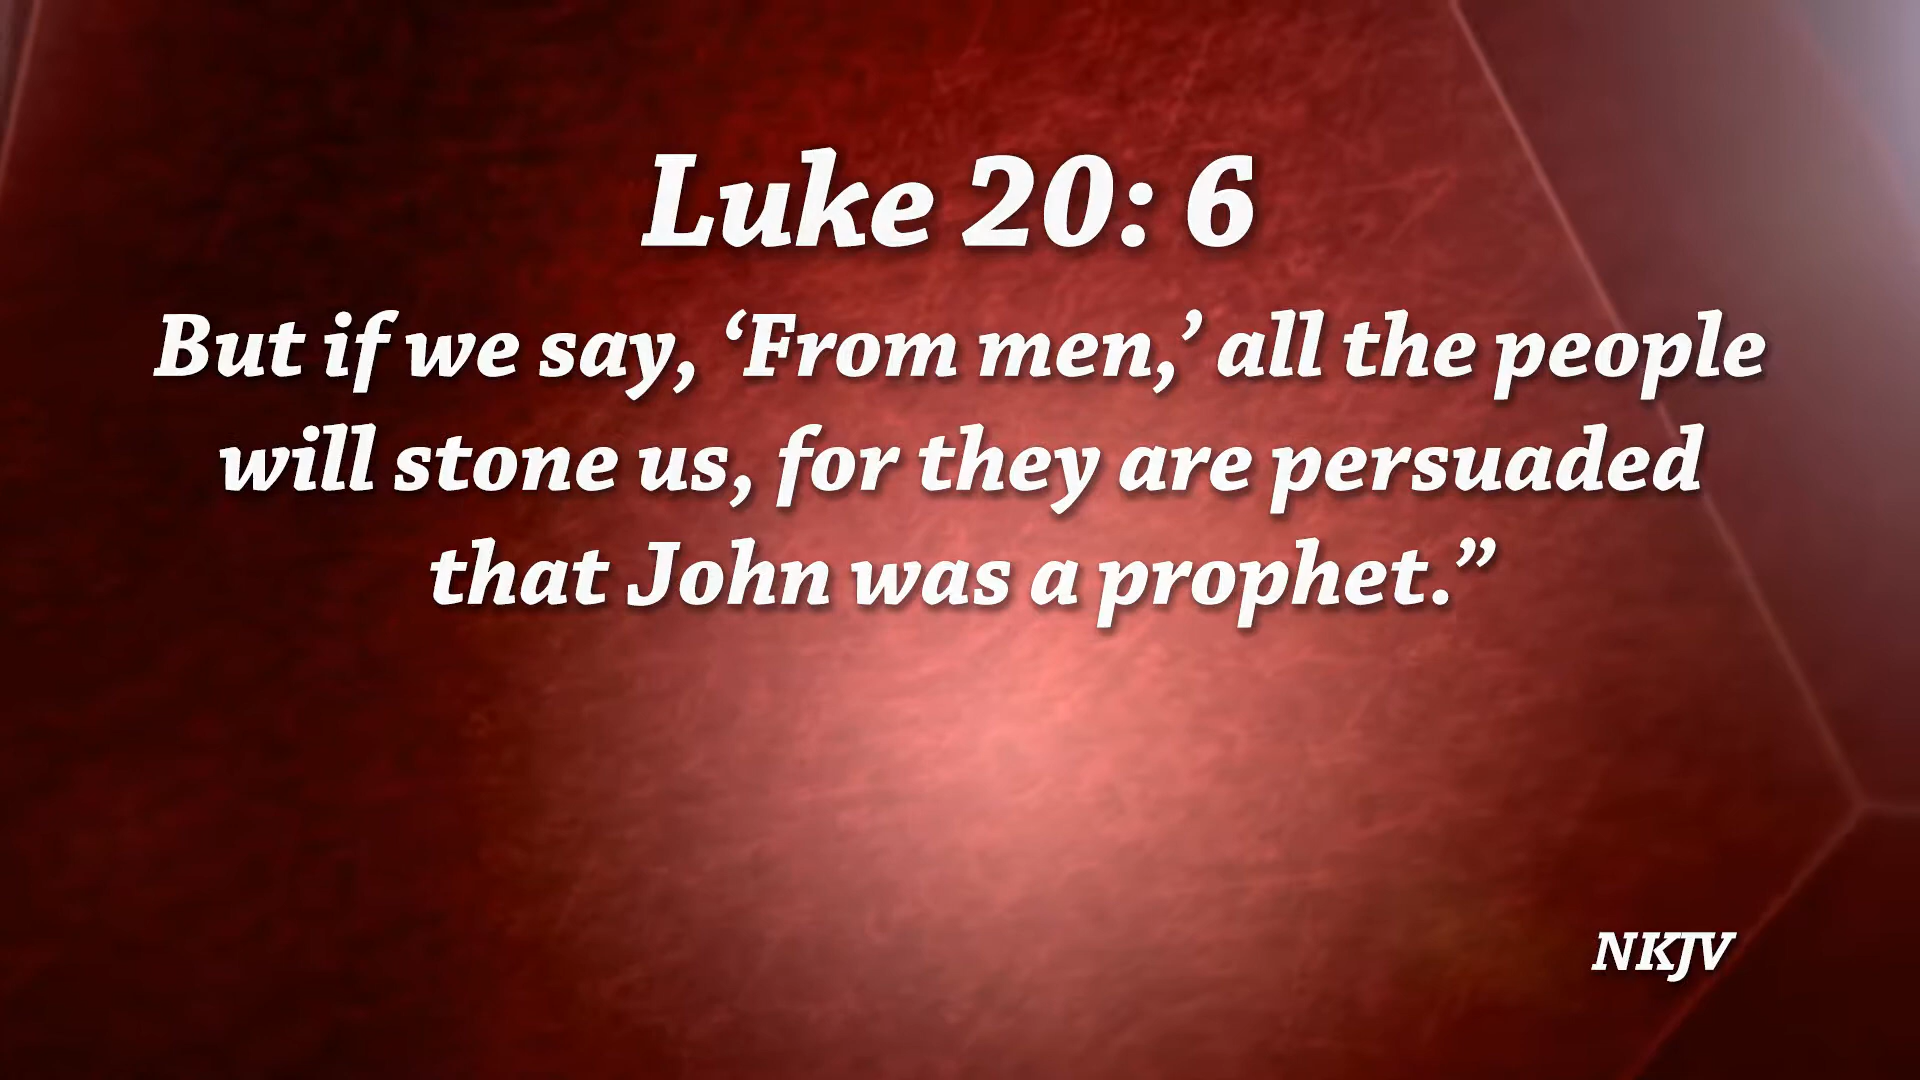 Luke 20: 6
But if we say, ‘From men,’ all the people
will stone us, for they are persuaded
that John was a prophet.”
NKJV